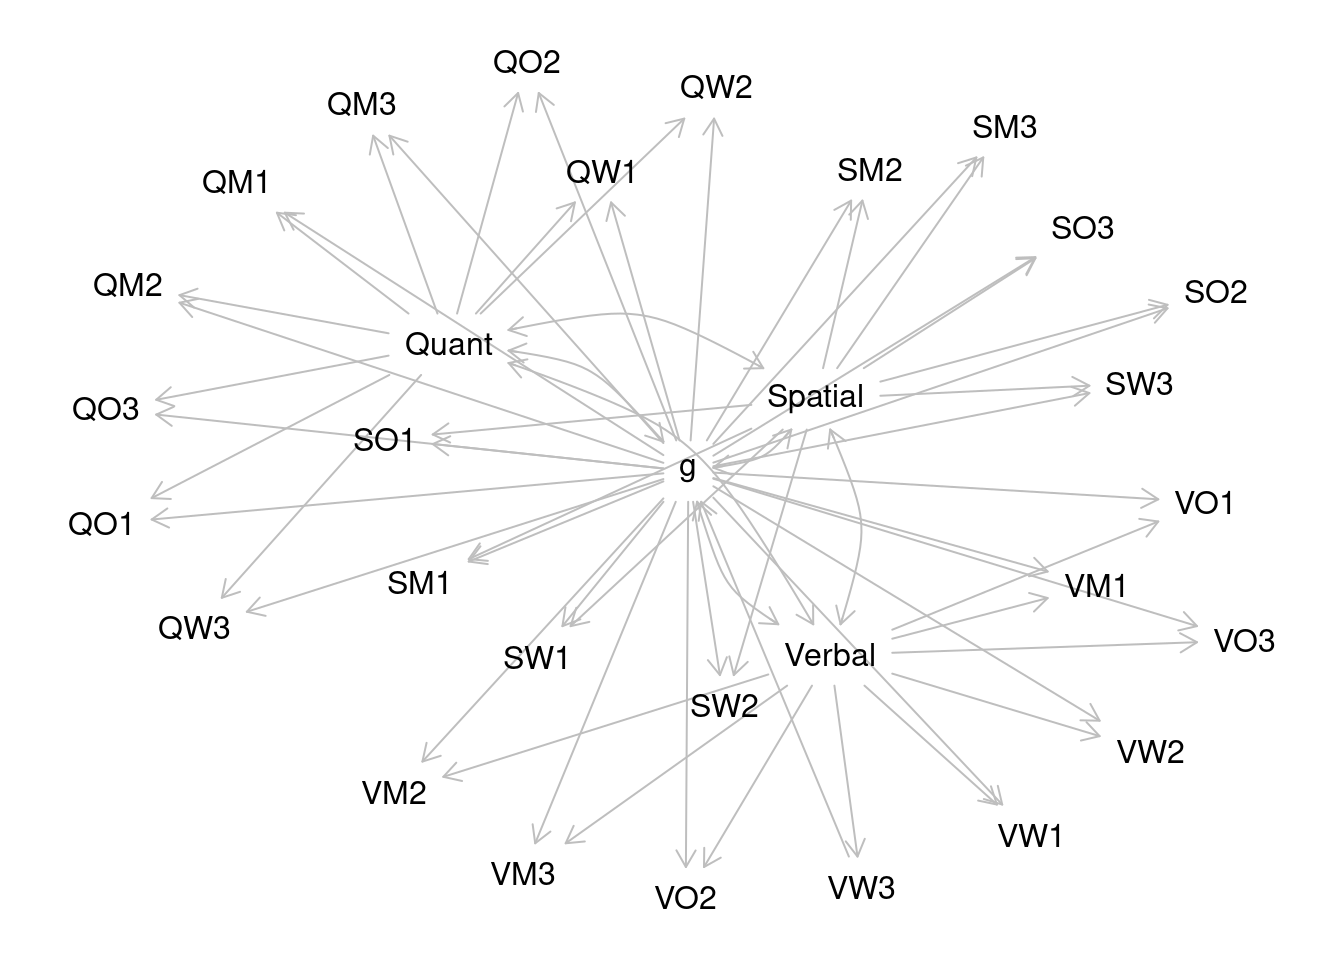 QO2
QW2
QM3
SM3
QW1
SM2
QM1
SO3
QM2
SO2
Quant
SW3
Spatial
QO3
SO1
g
VO1
QO1
SM1
VM1
QW3
VO3
SW1
Verbal
SW2
VW2
VM2
VW1
VM3
VW3
VO2